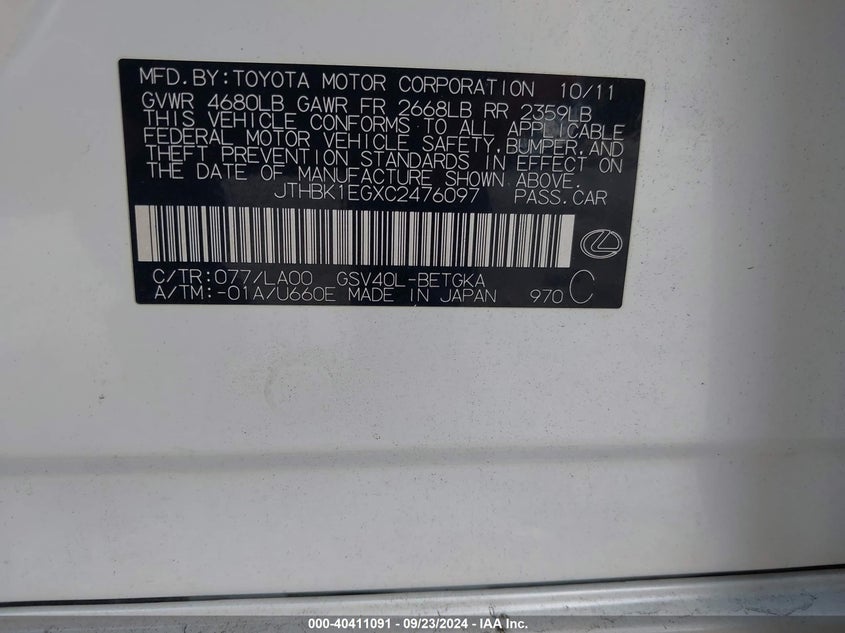 MFD.BY:TOYOTA MOTOR CORPORATION 10/11
GVWR 4680LB GAWR FR 2668LB RR 2359LB
THIS VEHICLE CONFORMS TO ALL APPLICABLE
FEDERAL MOTOR VEHICLE SAFETY,BUMPER,AND
THEFT PREVENTION STANDARDS IN EFFECT ON
THE DATE OF MANUFACTURE SHOWN ABOVE.
JTHBK1EGXC2476097 PASS.CAR
C/TR:077/LA00 GSV40L-BETGKA
A/TM:-01A/U660E MADE IN JAPAN 970 C
000-40411091 - 09/23/2024 - IAA Inc.